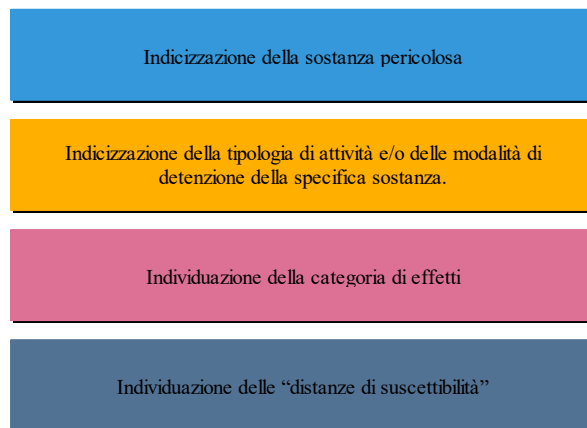 Indicizzazione della sostanza pericolosa
Indicizzazione della tipologia di attività e/o delle modalità di
detenzione della specifica sostanza.
Individuazione della categoria di effetti
Individuazione delle “distanze di suscettibilità”